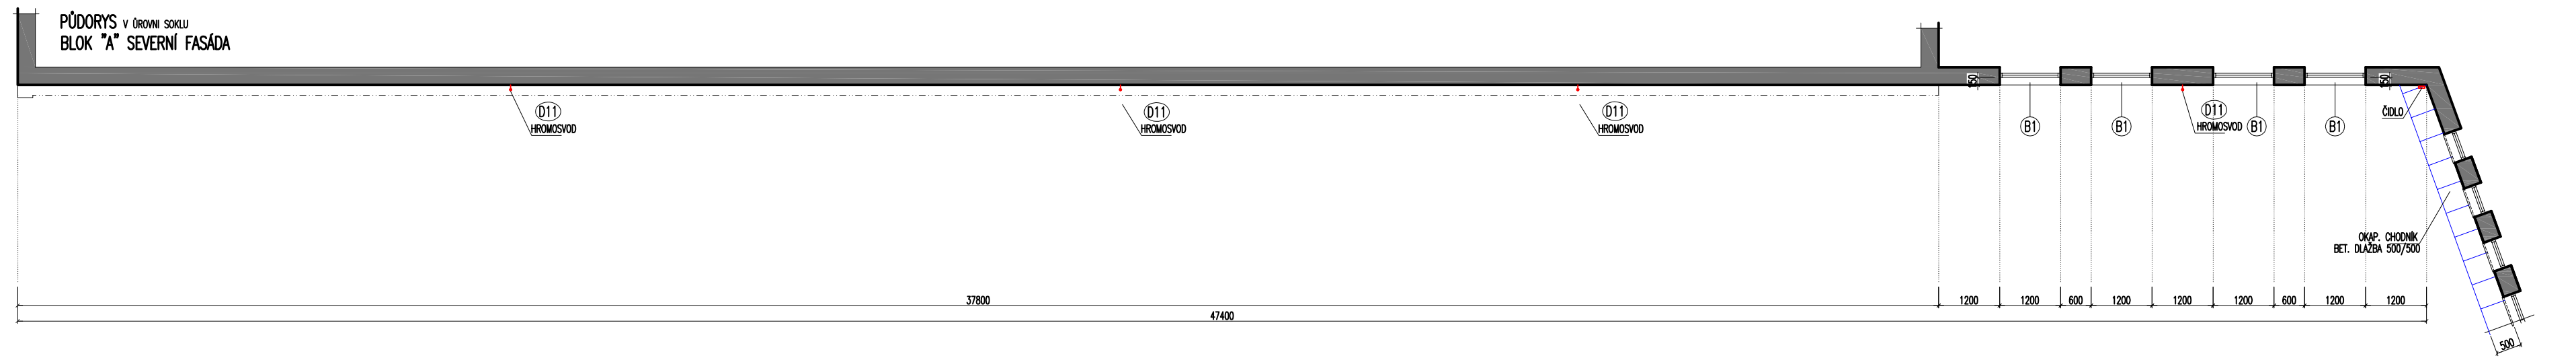 PŮDORYS V ÚROVNI SOKLU
BLOK "A" SEVERNÍ FASÁDA
D11
HROMOSVOD
D11
HROMOSVOD
D11
HROMOSVOD
B1
B1
D11
HROMOSVOD
B1
B1
ČIDLO
OKAP. CHODNÍK
BET. DLAŽBA 500/500
37800
1200
1200
600
1200
1200
1200
600
1200
1200
47400
500